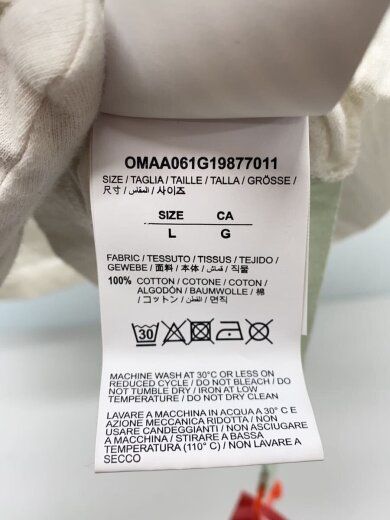 OMAA061G19877011
SIZE / TAGLIA / TAILLE / TALLA / GRÖSSE /
尺寸 / المقاس / 사이즈
SIZE CA
L G
FABRIC / TESSUTO / TISSUS / TEJIDO /
GEWEBE / 面料 / 本体 / قماش / 직물
100% COTTON / COTONE / COTON /
ALGODÓN / BAUMWOLLE / 棉
/ コットン / القطن / 면직
30
MACHINE WASH AT 30°C OR LESS ON
REDUCED CYCLE / DO NOT BLEACH / DO
NOT TUMBLE DRY / IRON AT LOW
TEMPERATURE / DO NOT DRY CLEAN
LAVARE A MACCHINA IN ACQUA A 30° C E
AZIONE MECCANICA RIDOTTA / NON
USARE CANDEGGIANTI / NON ASCIUGARE
A MACCHINA / STIRARE A BASSA
TEMPERATURA (110° C) / NON LAVARE A
SECCO